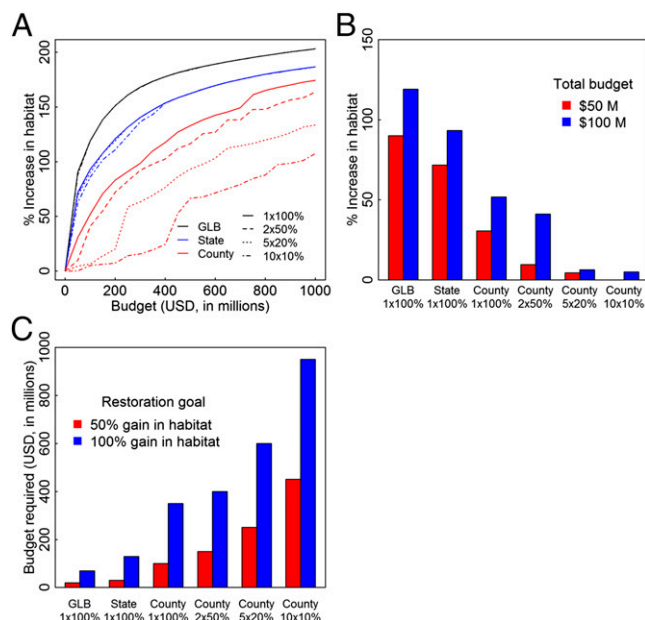 A
% Increase in habitat
0 50 100 150 200
GLB
State
County
1x100%
2x50%
5x20%
10x10%
0 200 400 600 800 1000
Budget (USD, in millions)
B
% Increase in habitat
0 50 100 150
Total budget
$50 M
$100 M
GLB State County County County County
1x100% 1x100% 1x100% 2x50% 5x20% 10x10%
C
Budget required (USD, in millions)
0 200 400 600 800 1000
Restoration goal
50% gain in habitat
100% gain in habitat
GLB State County County County County
1x100% 1x100% 1x100% 2x50% 5x20% 10x10%